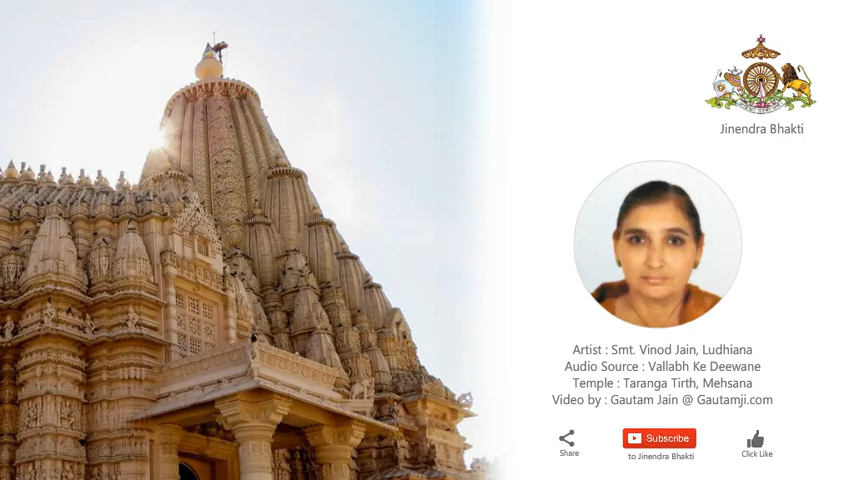 Jinendra Bhakti
Artist : Smt. Vinod Jain, Ludhiana
Audio Source : Vallabh Ke Deewane
Temple : Taranga Tirth, Mehsana
Video by : Gautam Jain @ Gautamji.com
Share
Subscribe
to Jinendra Bhakti
Click Like